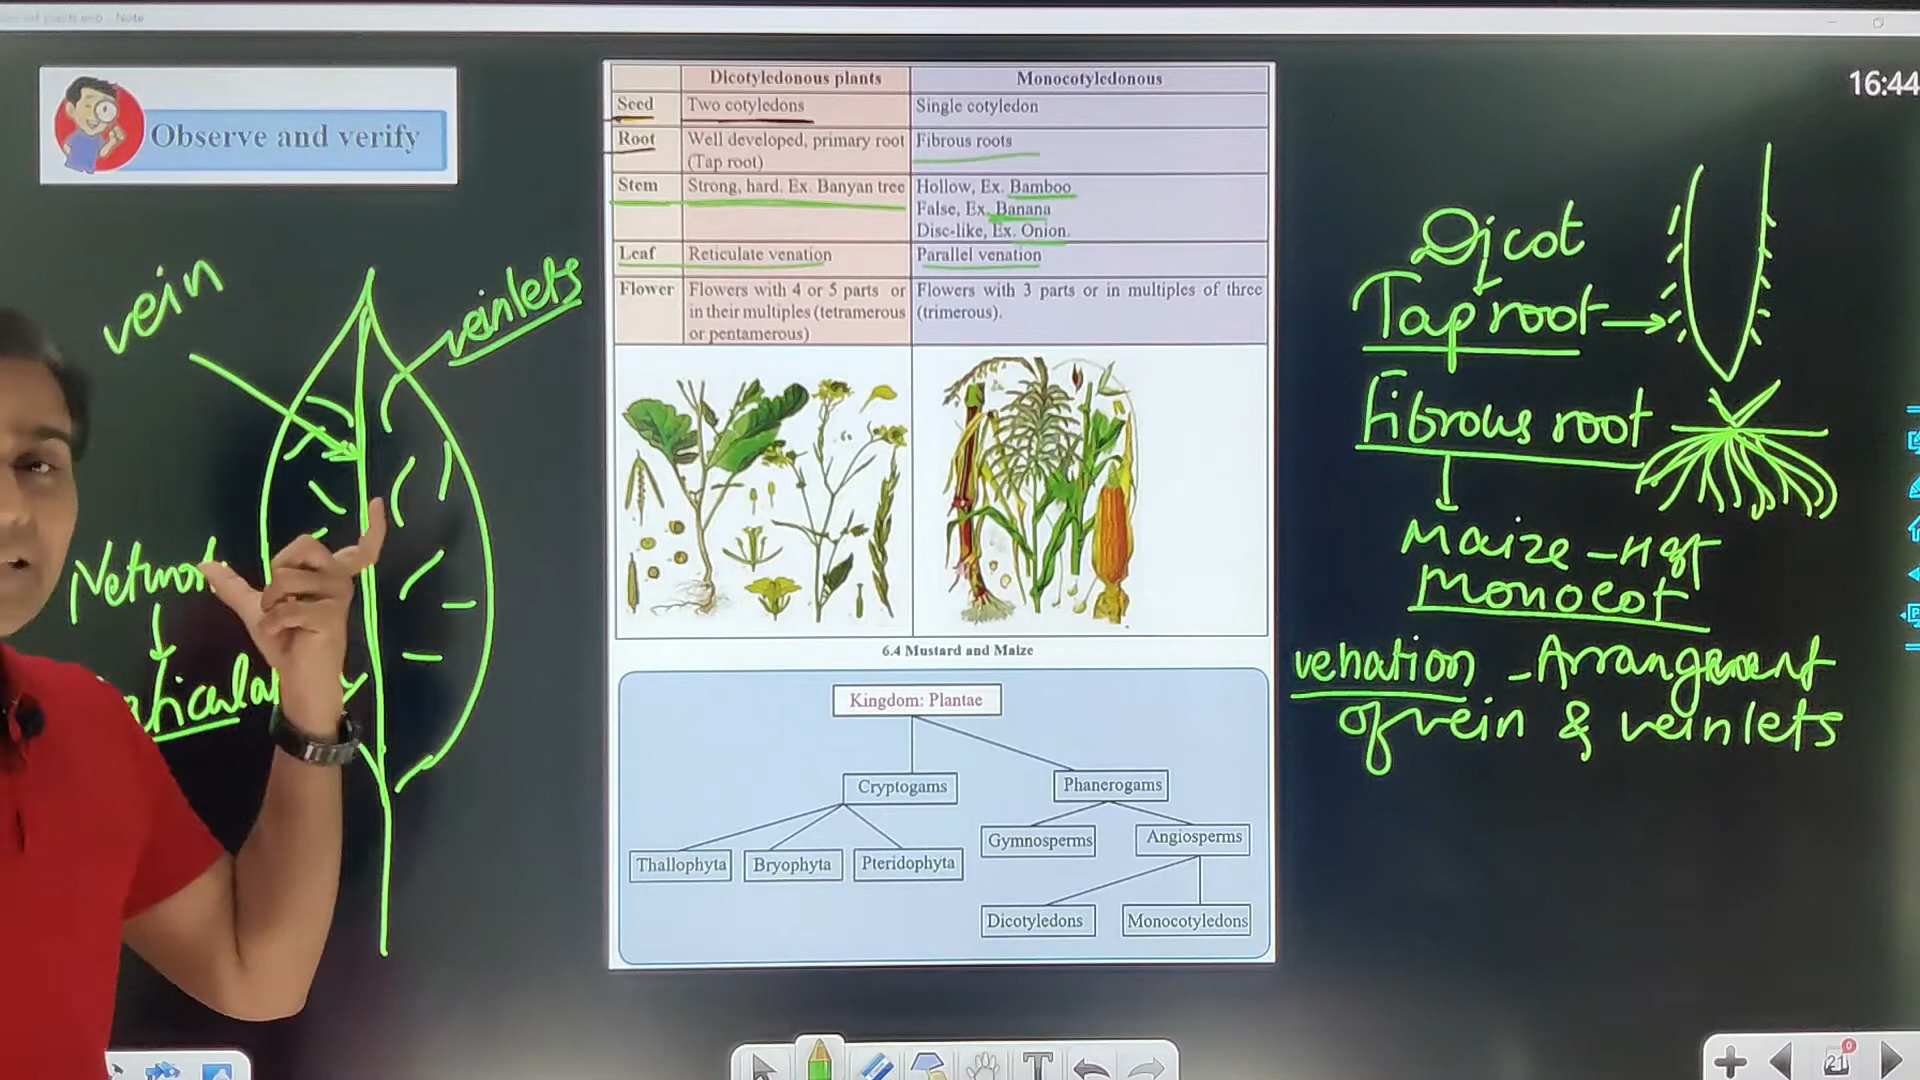 16:44
Observe and verify
Dicotyledonous plants
Monocotyledonous
Seed
Two cotyledons
Single cotyledon
Root
Well developed, primary root
(Tap root)
Fibrous roots
Stem
Strong, hard. Ex. Banyan tree
Hollow, Ex. Bamboo
False, Ex. Banana
Disc-like, Ex. Onion.
Leaf
Reticulate venation
Parallel venation
Flower
Flowers with 4 or 5 parts or
in their multiples (tetramerous
or pentamerous)
Flowers with 3 parts or in multiples of three
(trimerous).
6.4 Mustard and Maize
Kingdom: Plantae
Cryptogams
Phanerogams
Thallophyta
Bryophyta
Pteridophyta
Gymnosperms
Angiosperms
Dicotyledons
Monocotyledons
vein
veinlets
Dicot
Tap root
Fibrous root
Maize -
Monocot
venation - Arrangement
of vein & veinlets
T
21
0